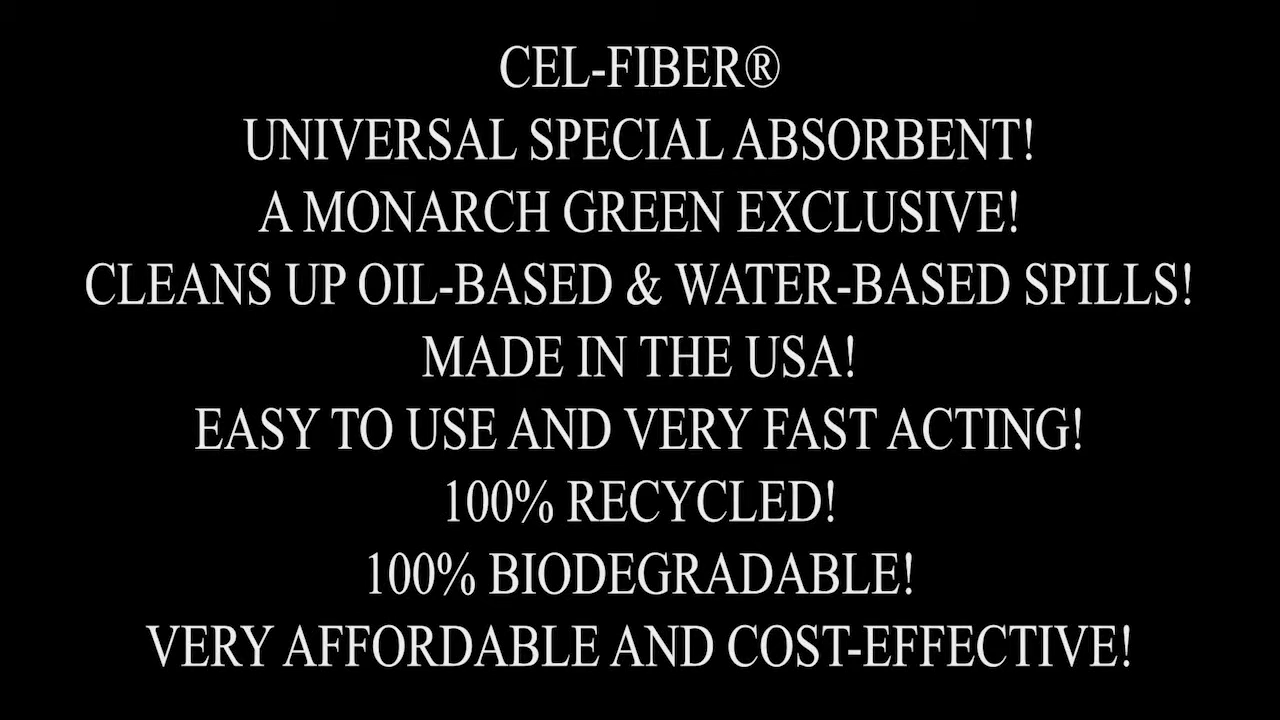 CEL-FIBER®
UNIVERSAL SPECIAL ABSORBENT!
A MONARCH GREEN EXCLUSIVE!
CLEANS UP OIL-BASED & WATER-BASED SPILLS!
MADE IN THE USA!
EASY TO USE AND VERY FAST ACTING!
100% RECYCLED!
100% BIODEGRADABLE!
VERY AFFORDABLE AND COST-EFFECTIVE!